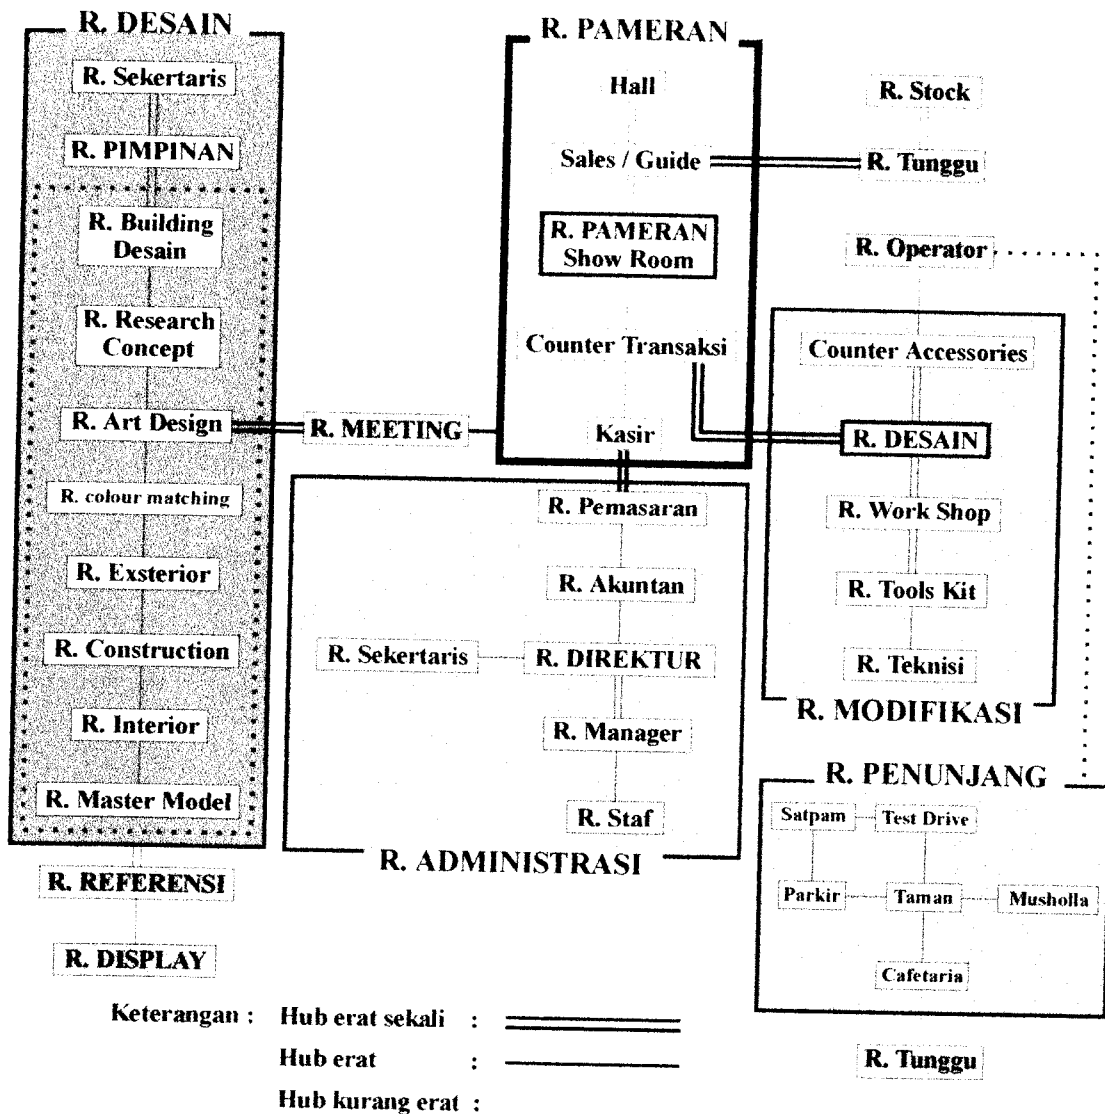 R. DESAIN
R. Sekertaris
R. PIMPINAN
R. Building
Desain
R. Research
Concept
R. Art Design
R. colour matching
R. Exsterior
R. Construction
R. Interior
R. Master Model
R. REFERENSI
R. DISPLAY
R. MEETING
R. PAMERAN
Hall
Sales / Guide
R. PAMERAN
Show Room
Counter Transaksi
Kasir
R. Stock
R. Tunggu
R. Operator
Counter Accessories
R. DESAIN
R. Work Shop
R. Tools Kit
R. Teknisi
R. MODIFIKASI
R. Pemasaran
R. Akuntan
R. Sekertaris
R. DIREKTUR
R. Manager
R. Staf
R. ADMINISTRASI
R. PENUNJANG
Satpam
Test Drive
Parkir
Taman
Musholla
Cafetaria
R. Tunggu
Keterangan :
Hub erat sekali :
Hub erat :
Hub kurang erat :